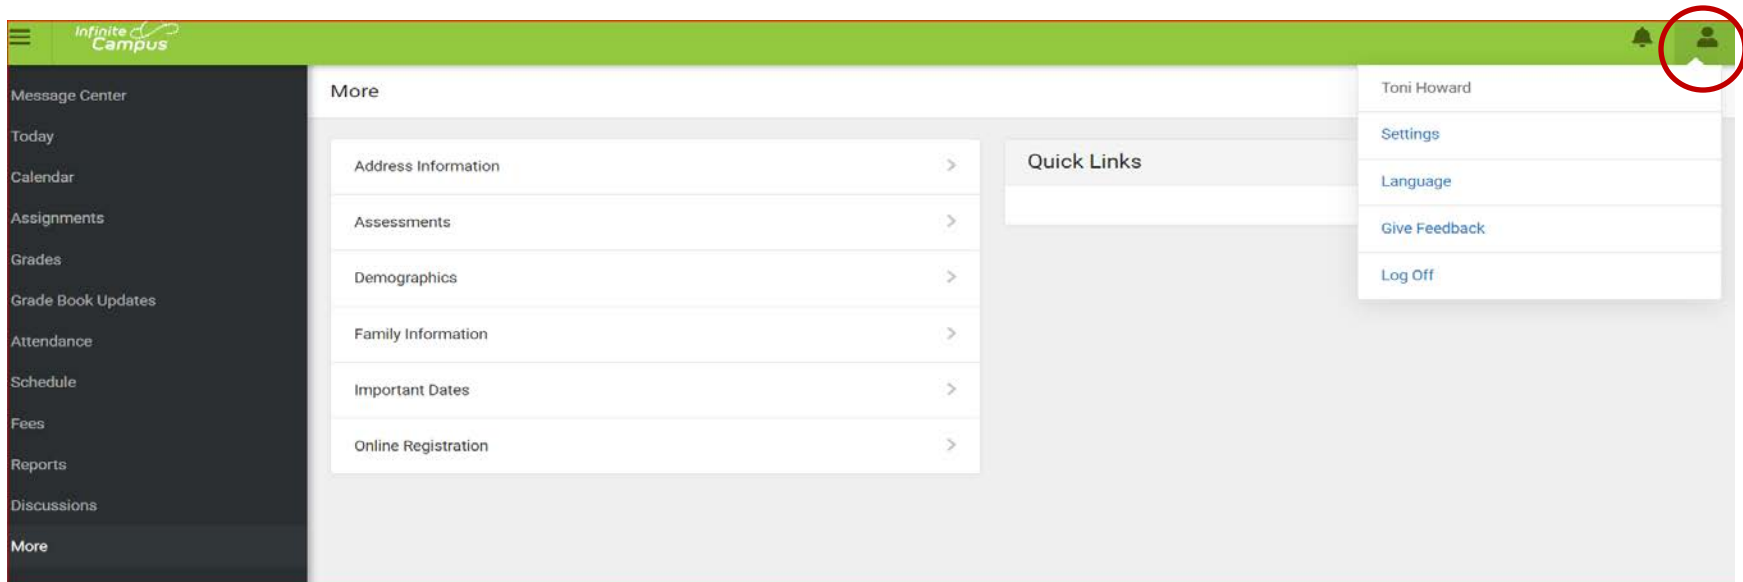 Infinite
Campus
Message Center
Today
Calendar
Assignments
Grades
Grade Book Updates
Attendance
Schedule
Fees
Reports
Discussions
More
More
Address Information
Assessments
Demographics
Family Information
Important Dates
Online Registration
Quick Links
Toni Howard
Settings
Language
Give Feedback
Log Off